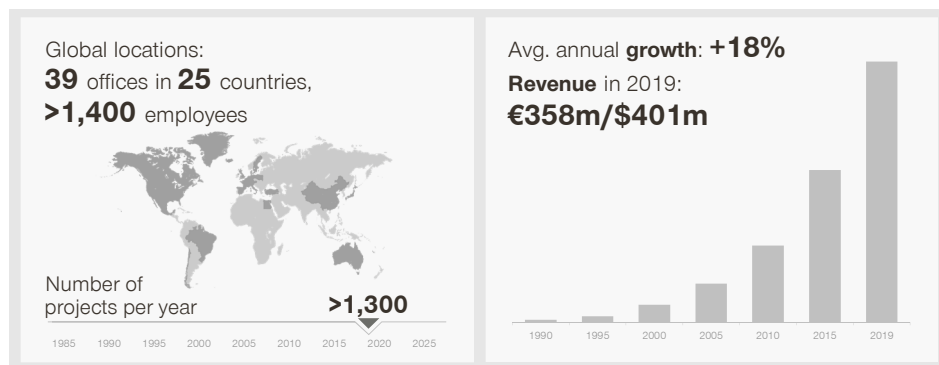 Global locations:
39 offices in 25 countries,
>1,400 employees
Number of
projects per year
>1,300
1985 1990 1995 2000 2005 2010 2015 2020 2025
Avg. annual growth: +18%
Revenue in 2019:
€358m/$401m
1990 1995 2000 2005 2010 2015 2019